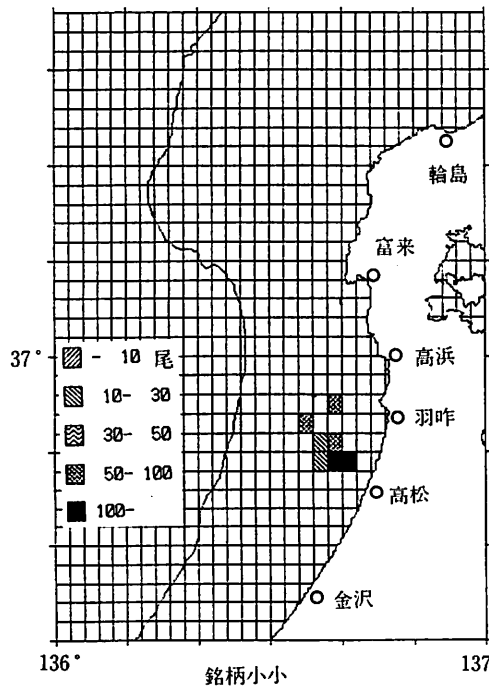 輪島
富来
高浜
羽咋
高松
金沢
37°
- 10 尾
10- 30
30- 50
50- 100
100-
136°
137
銘柄小小